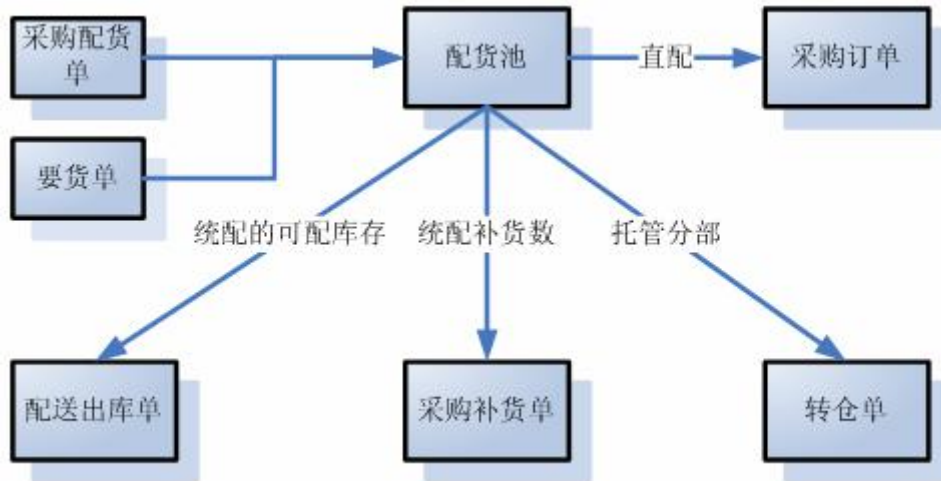 采购配货
单
配货池
直配
采购订单
要货单
统配的可配库存
统配补货数
托管分部
配送出库单
采购补货单
转仓单